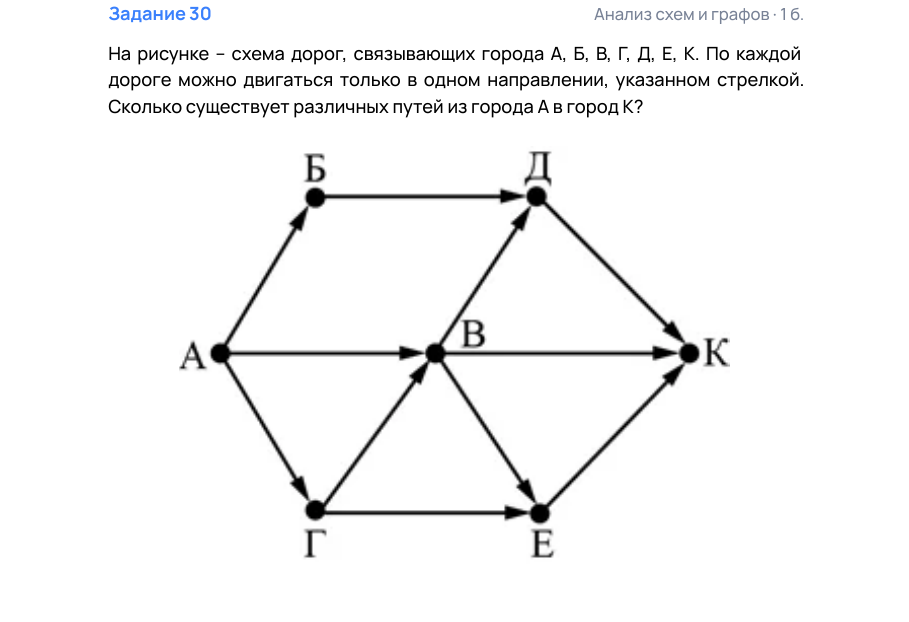 Задание 30
Анализ схем и графов · 1 б.
На рисунке – схема дорог, связывающих города А, Б, В, Г, Д, Е, К. По каждой
дороге можно двигаться только в одном направлении, указанном стрелкой.
Сколько существует различных путей из города А в город К?
Б
Д
В
А
К
Г
Е